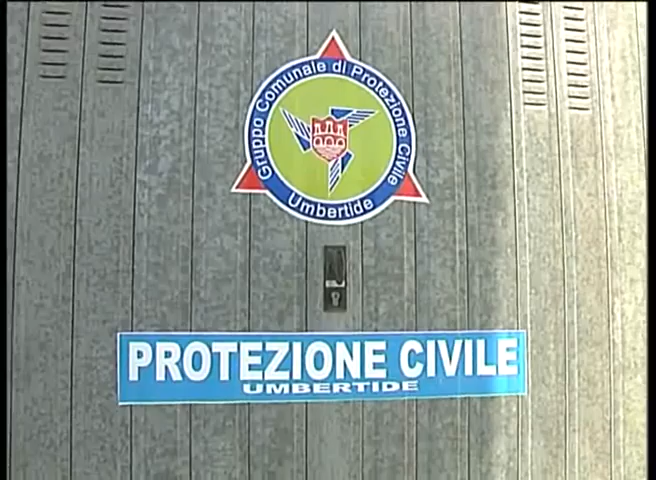 Gruppo Comunale di Protezione Civile
Umbertide
PROTEZIONE CIVILE
UMBERTIDE